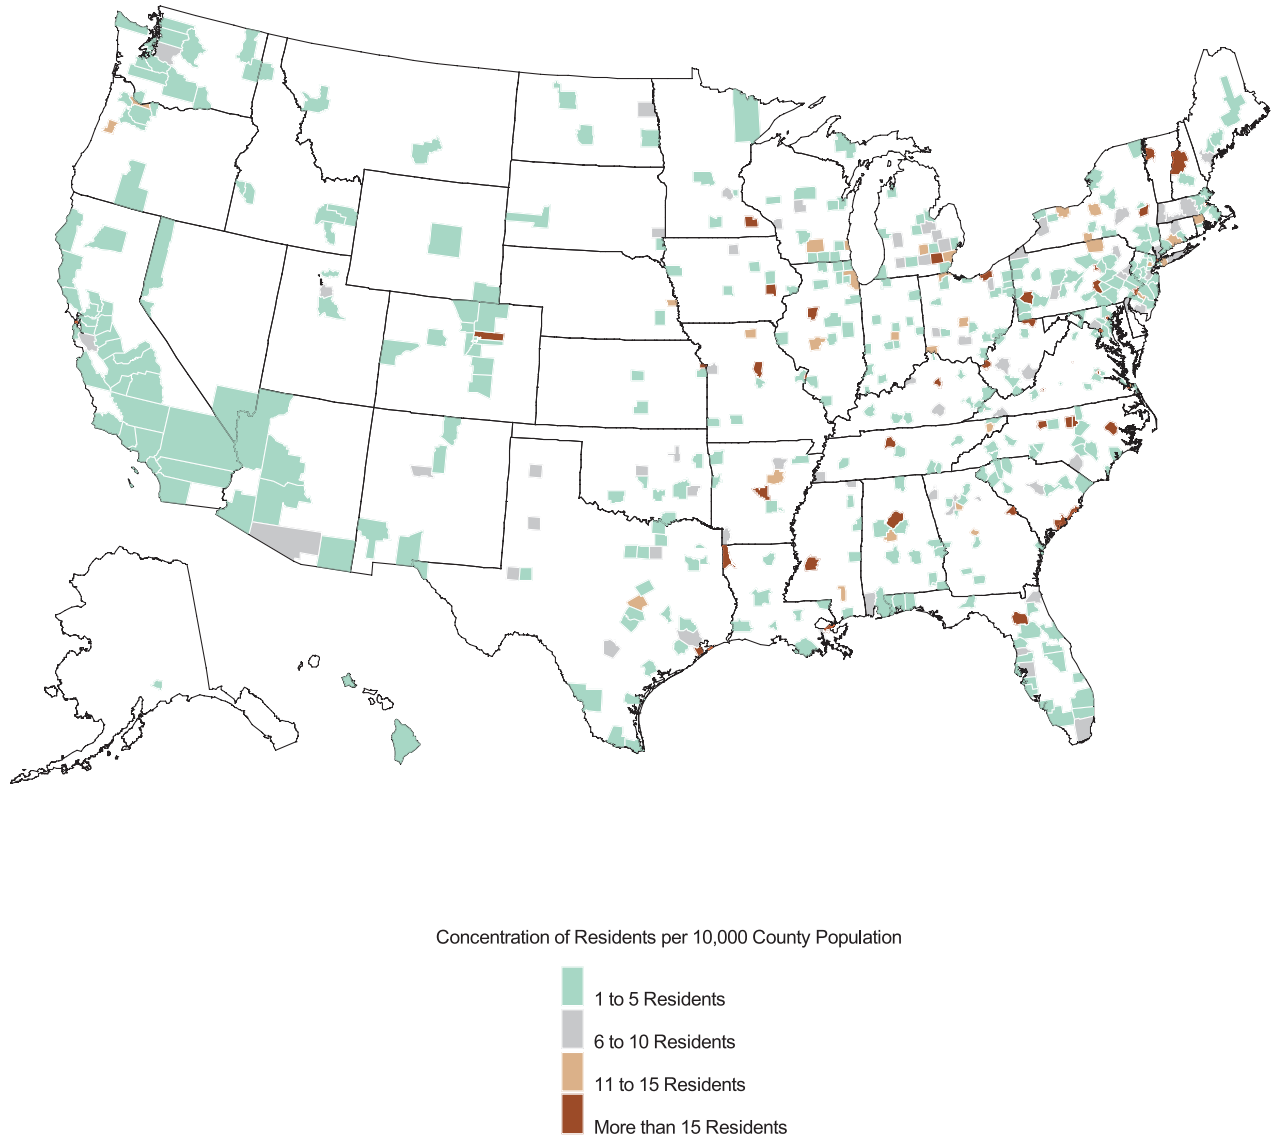 Concentration of Residents per 10,000 County Population
1 to 5 Residents
6 to 10 Residents
11 to 15 Residents
More than 15 Residents